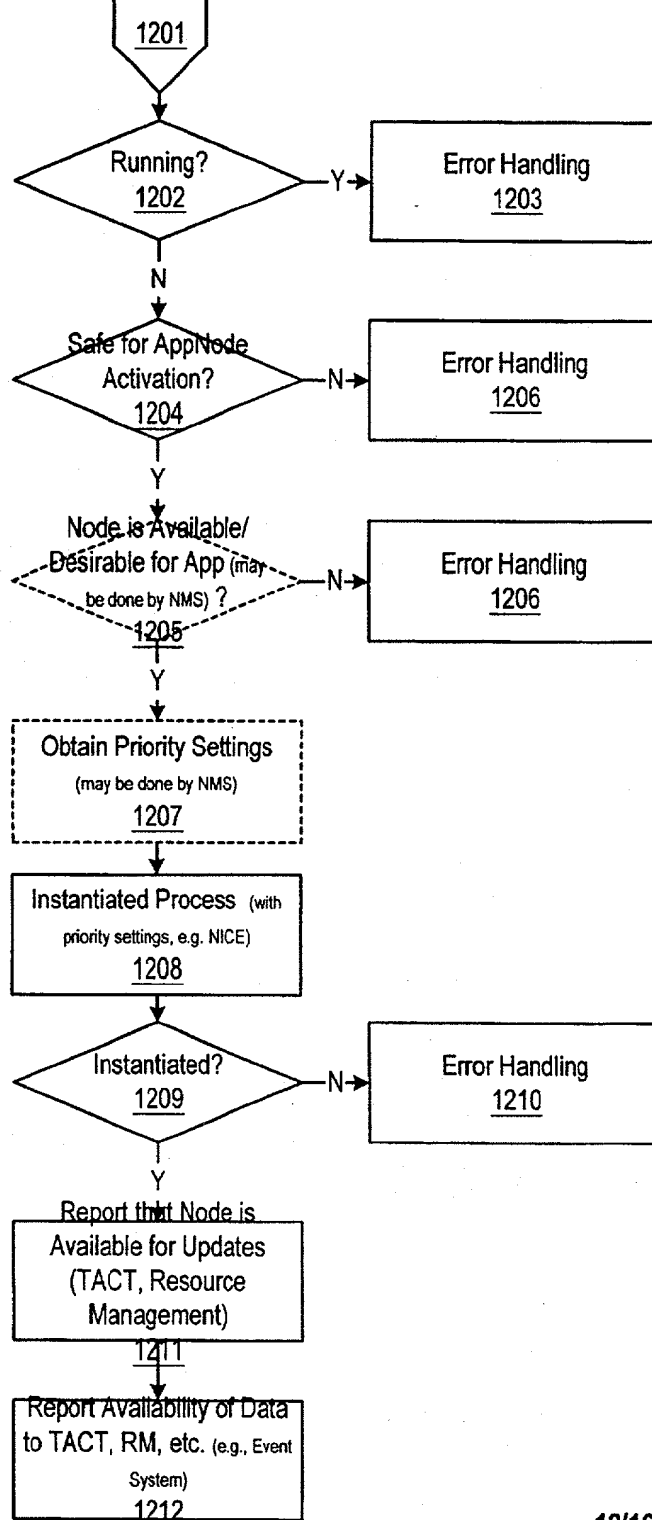 1201
Running?
1202
Y
Error Handling
1203
N
Safe for AppNode
Activation?
1204
N
Error Handling
1206
Y
Node is Available/
Desirable for App (may
be done by NMS) ?
1205
N
Error Handling
1206
Y
Obtain Priority Settings
(may be done by NMS)
1207
Instantiated Process (with
priority settings, e.g. NICE)
1208
Instantiated?
1209
N
Error Handling
1210
Y
Report that Node is
Available for Updates
(TACT, Resource
Management)
1211
Report Availability of Data
to TACT, RM, etc. (e.g., Event
System)
1212